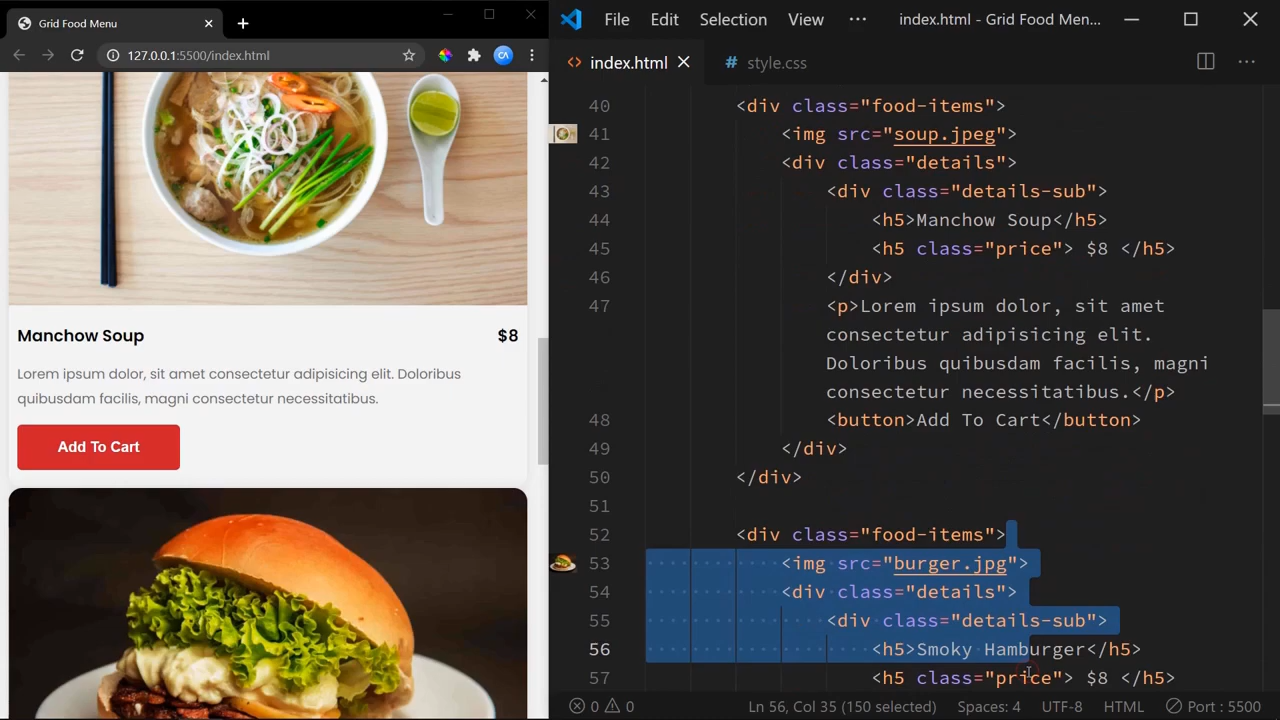 Grid Food Menu
127.0.0.1:5500/index.html
CA
Manchow Soup $8
Lorem ipsum dolor, sit amet consectetur adipisicing elit. Doloribus
quibusdam facilis, magni consectetur necessitatibus.
Add To Cart
File Edit Selection View ··· index.html - Grid Food Men...
<> index.html # style.css ···
40 <div class="food-items">
41 <img src="soup.jpeg">
42 <div class="details">
43 <div class="details-sub">
44 <h5>Manchow Soup</h5>
45 <h5 class="price"> $8 </h5>
46 </div>
47 <p>Lorem ipsum dolor, sit amet
consectetur adipisicing elit.
Doloribus quibusdam facilis, magni
consectetur necessitatibus.</p>
48 <button>Add To Cart</button>
49 </div>
50 </div>
51
52 <div class="food-items">
53 <img src="burger.jpg">
54 <div class="details">
55 <div class="details-sub">
56 <h5>Smoky Hamburger</h5>
57 <h5 class="price"> $8 </h5>
0 0 Ln 56, Col 35 (150 selected) Spaces: 4 UTF-8 HTML Port : 5500